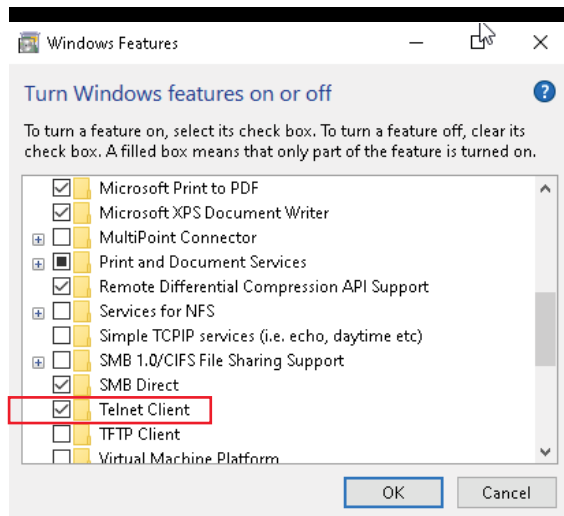 Windows Features
Turn Windows features on or off
To turn a feature on, select its check box. To turn a feature off, clear its
check box. A filled box means that only part of the feature is turned on.
Microsoft Print to PDF
Microsoft XPS Document Writer
MultiPoint Connector
Print and Document Services
Remote Differential Compression API Support
Services for NFS
Simple TCPIP services (i.e. echo, daytime etc)
SMB 1.0/CIFS File Sharing Support
SMB Direct
Telnet Client
TFTP Client
Virtual Machine Platform
OK Cancel